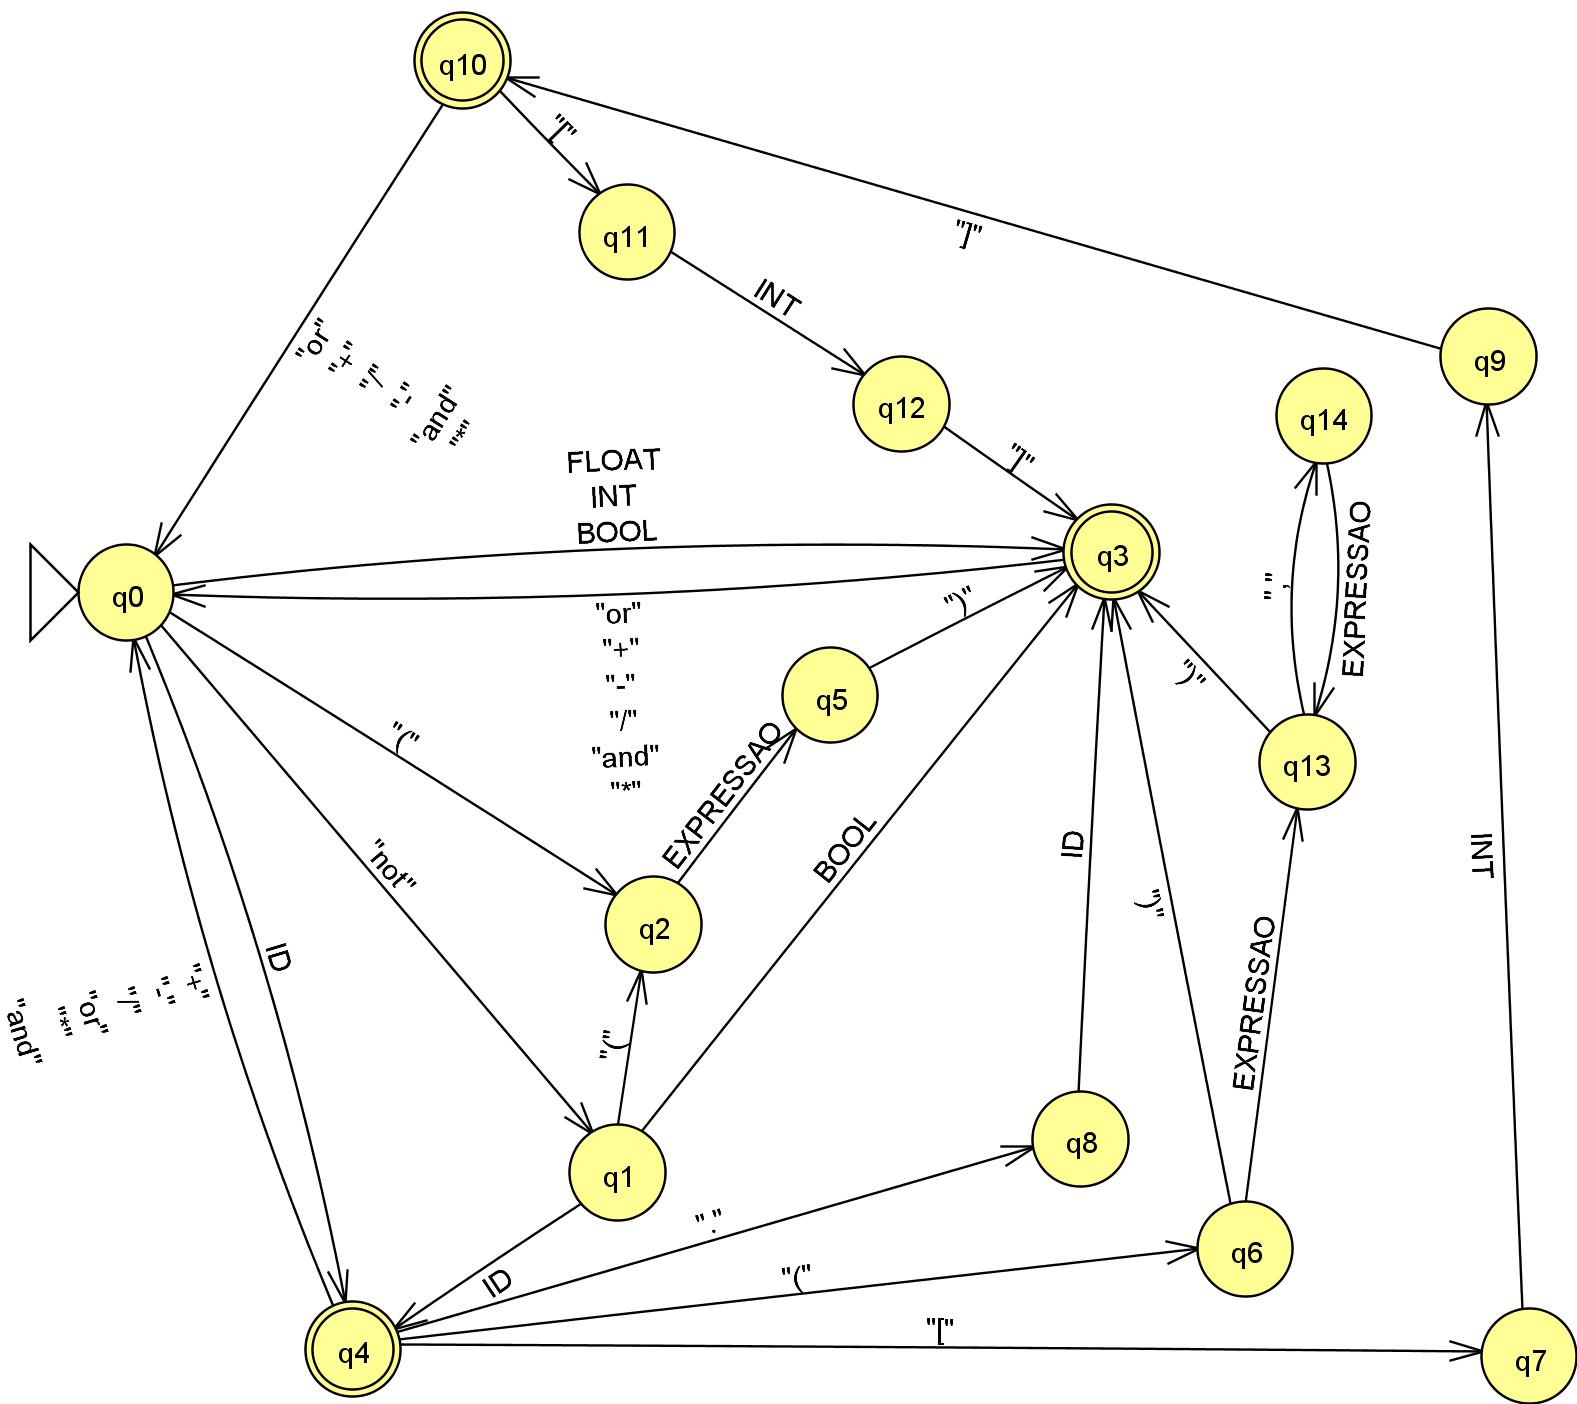 q10
"["
q11
"]"
INT
"or"
"+"
"/"
"-"
"and"
"*"
q9
q12
q14
"]"
FLOAT
INT
BOOL
q3
EXPRESSAO
","
q0
"or"
"+"
"-"
"/"
"and"
"*"
")"
")"
q5
"("
EXPRESSAO
q13
BOOL
ID
INT
"not"
")"
q2
EXPRESSAO
ID
"and"
"*"
"or"
"/"
"-"
"+"
"("
q8
q1
"."
q6
ID
"("
"["
q4
q7